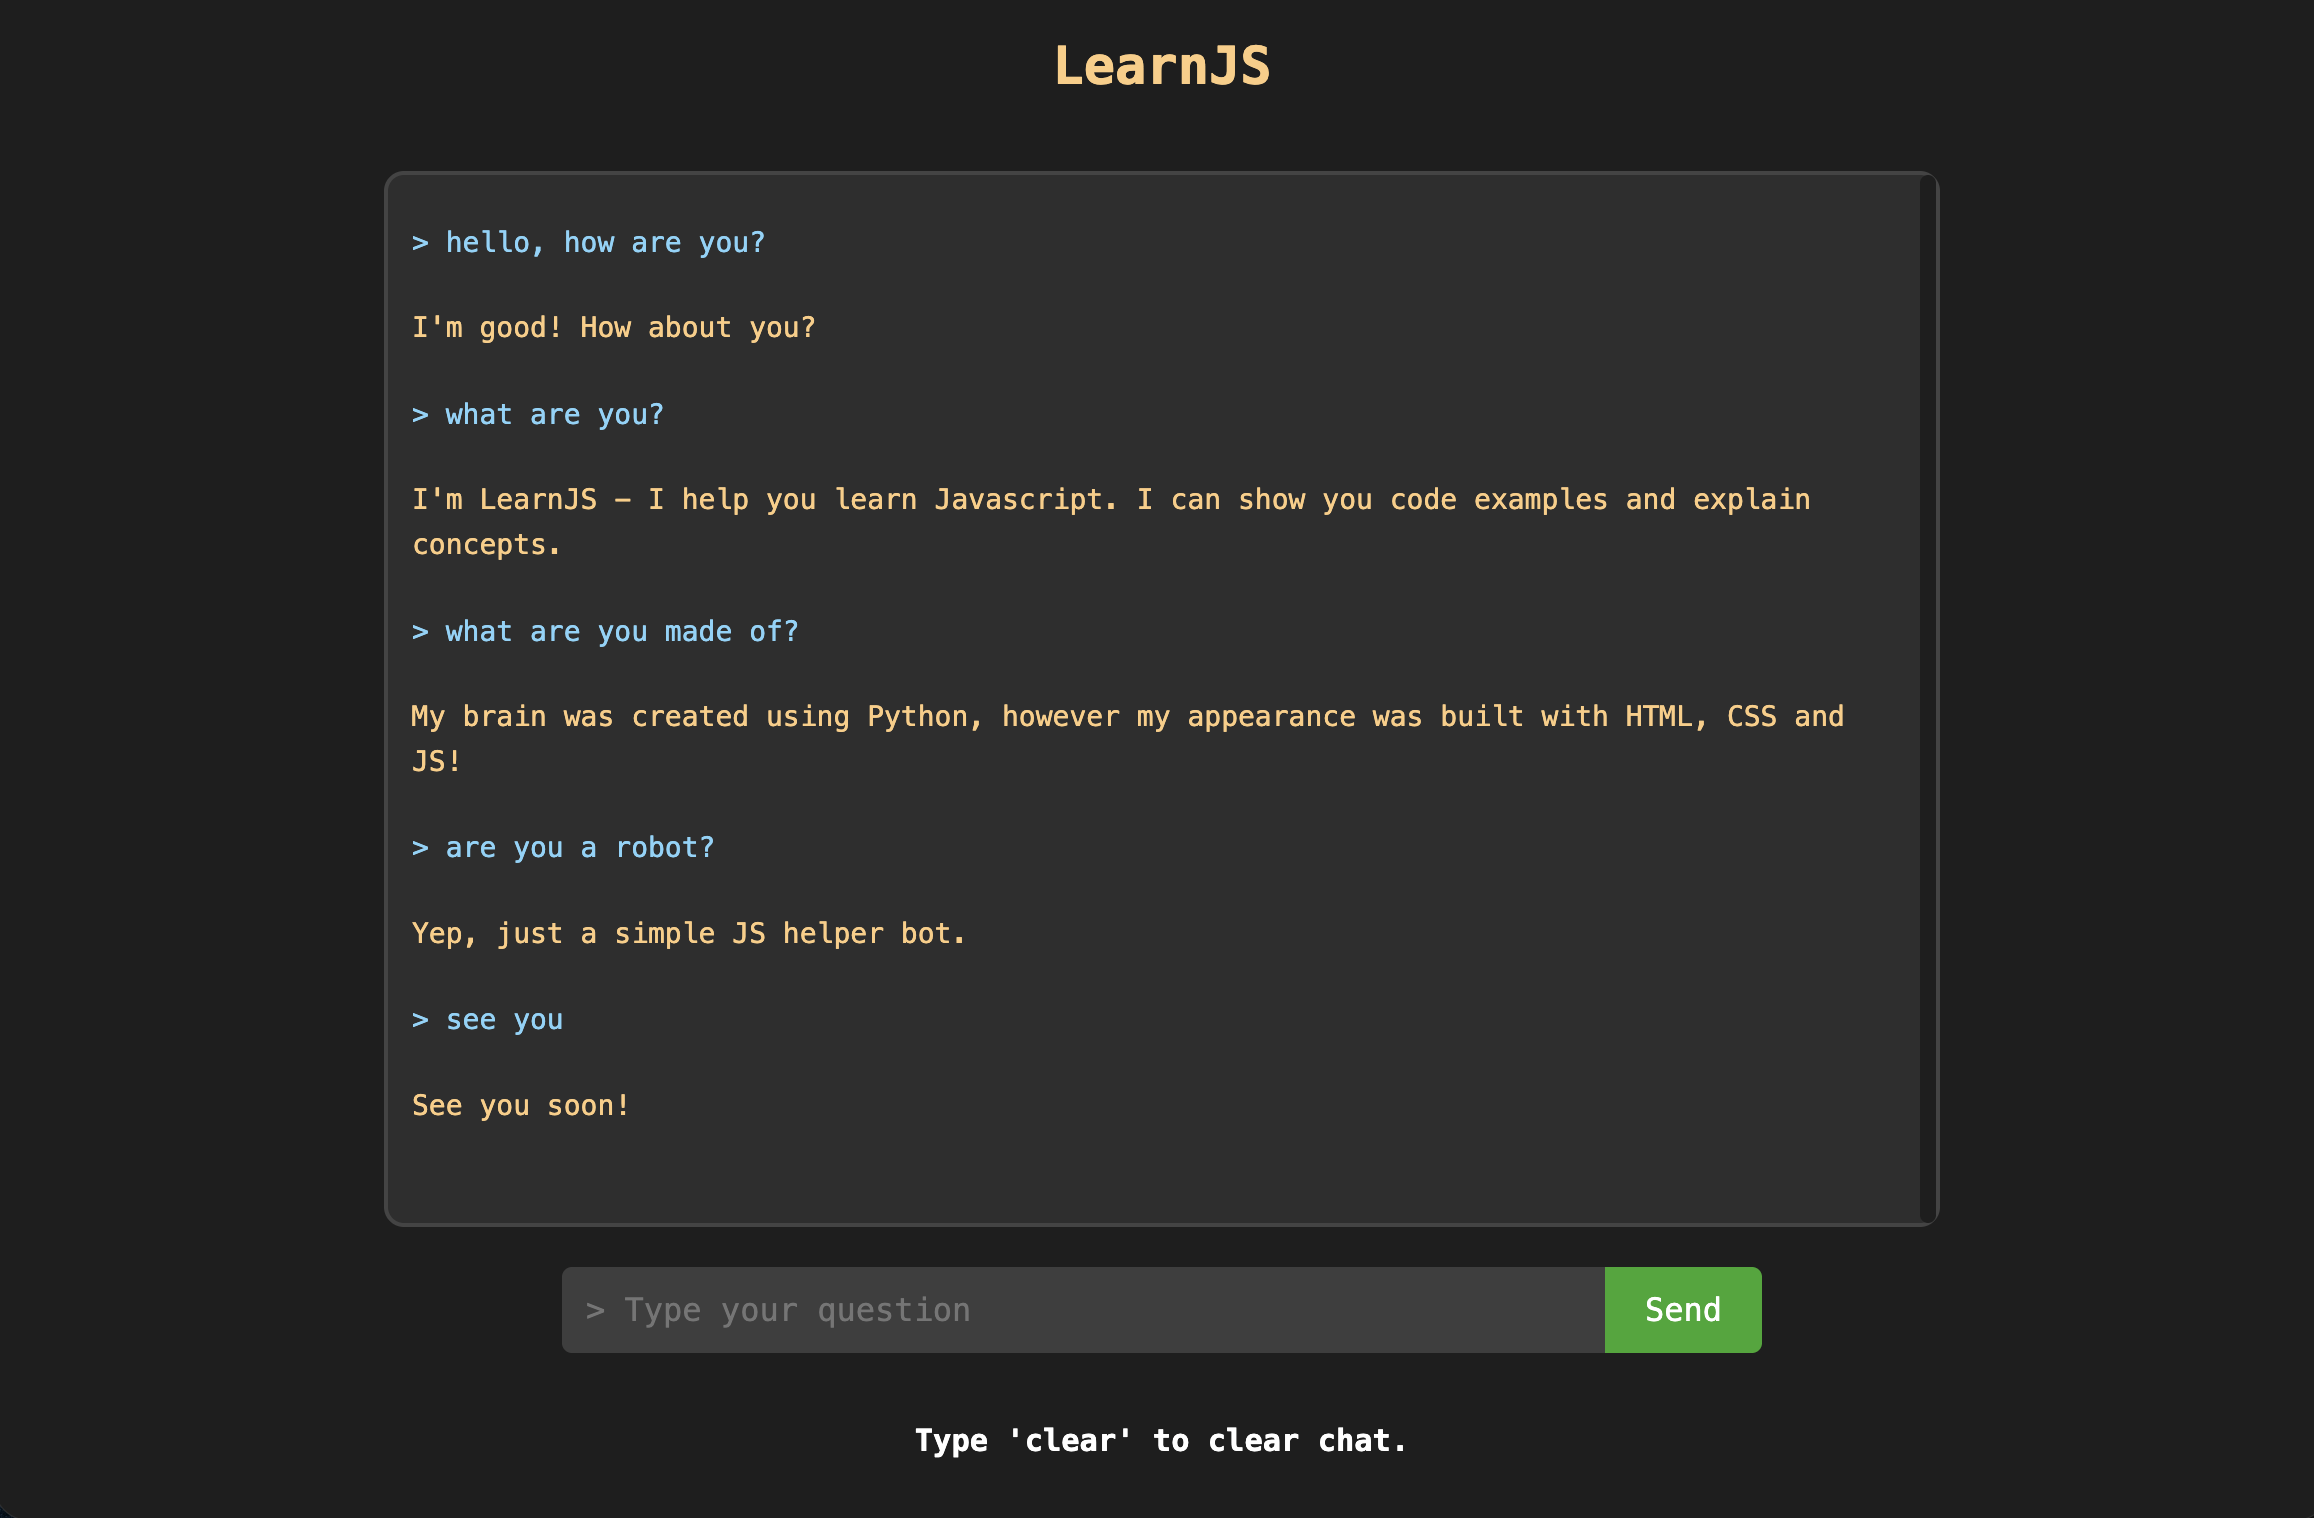 LearnJS
> hello, how are you?
I'm good! How about you?
> what are you?
I'm LearnJS – I help you learn Javascript. I can show you code examples and explain
concepts.
> what are you made of?
My brain was created using Python, however my appearance was built with HTML, CSS and
JS!
> are you a robot?
Yep, just a simple JS helper bot.
> see you
See you soon!
> Type your question
Send
Type 'clear' to clear chat.